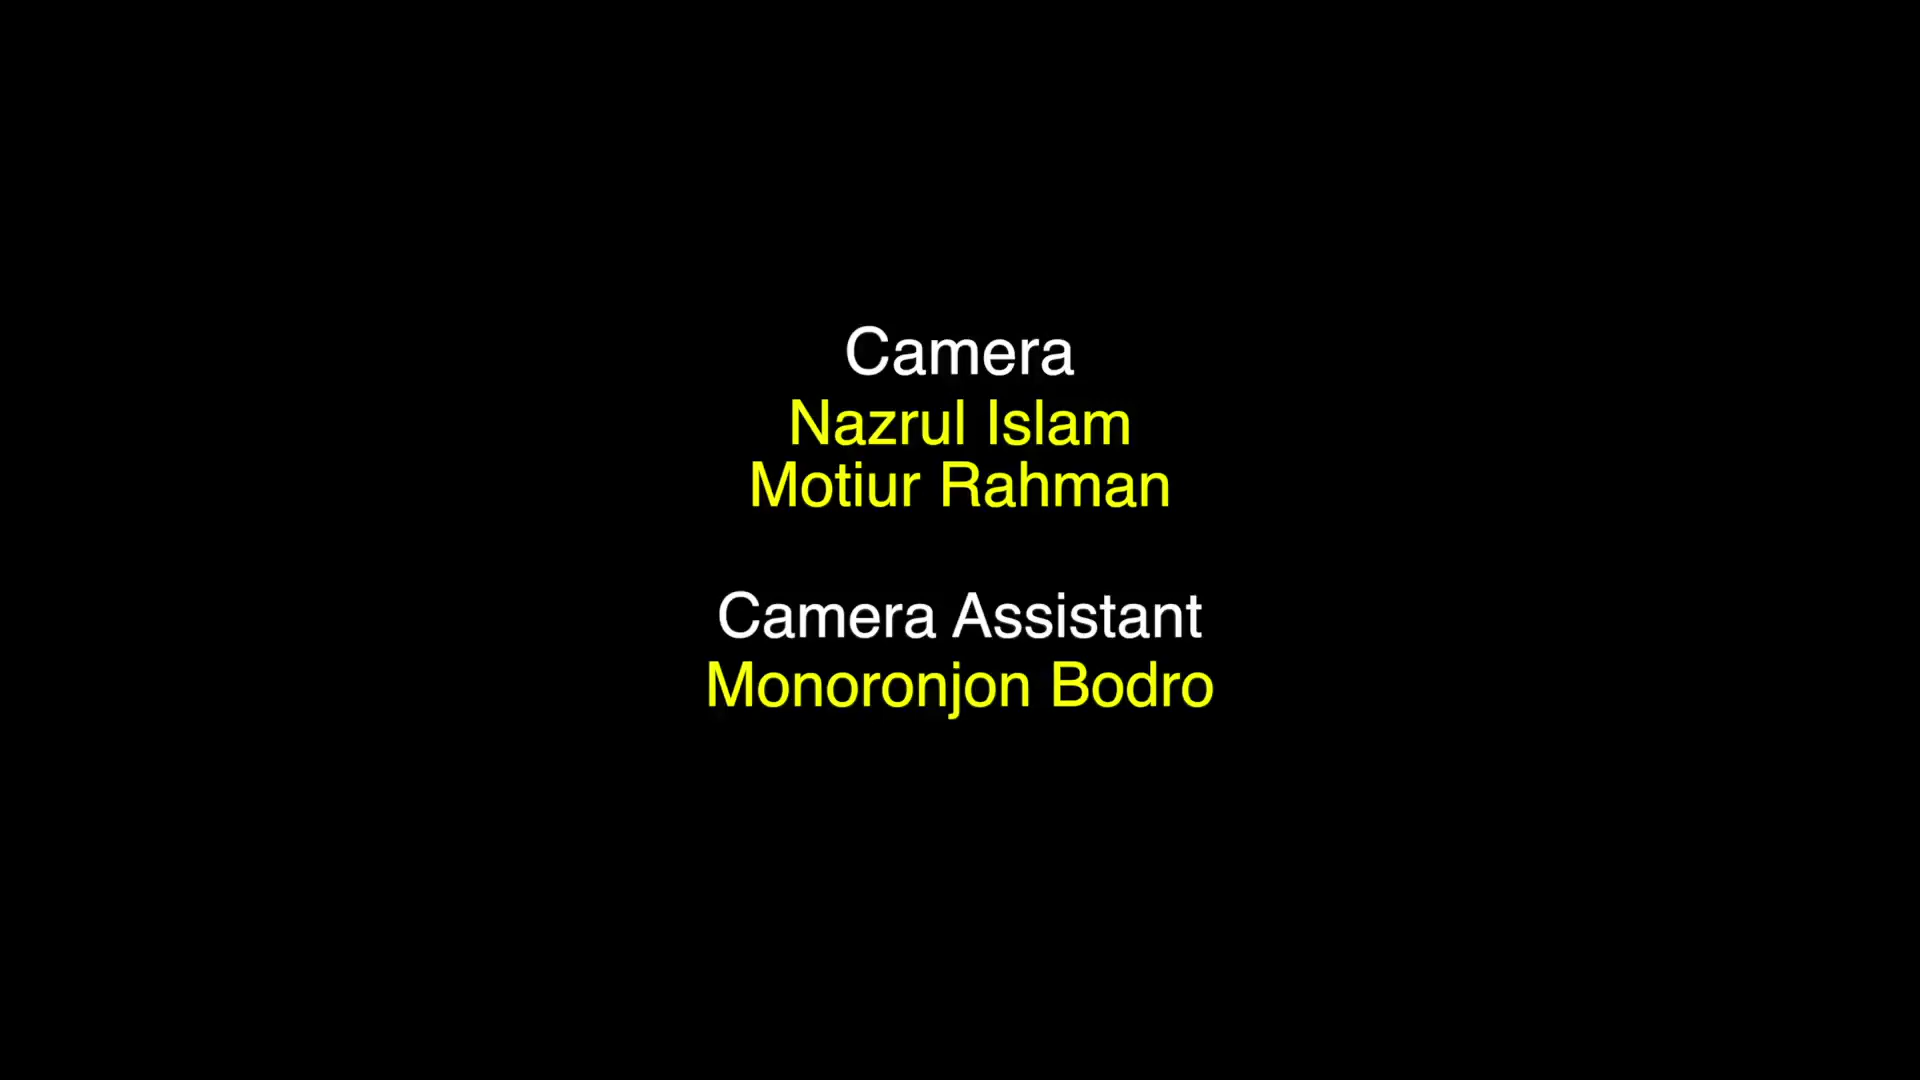 Camera
Nazrul Islam
Motiur Rahman
Camera Assistant
Monoronjon Bodro